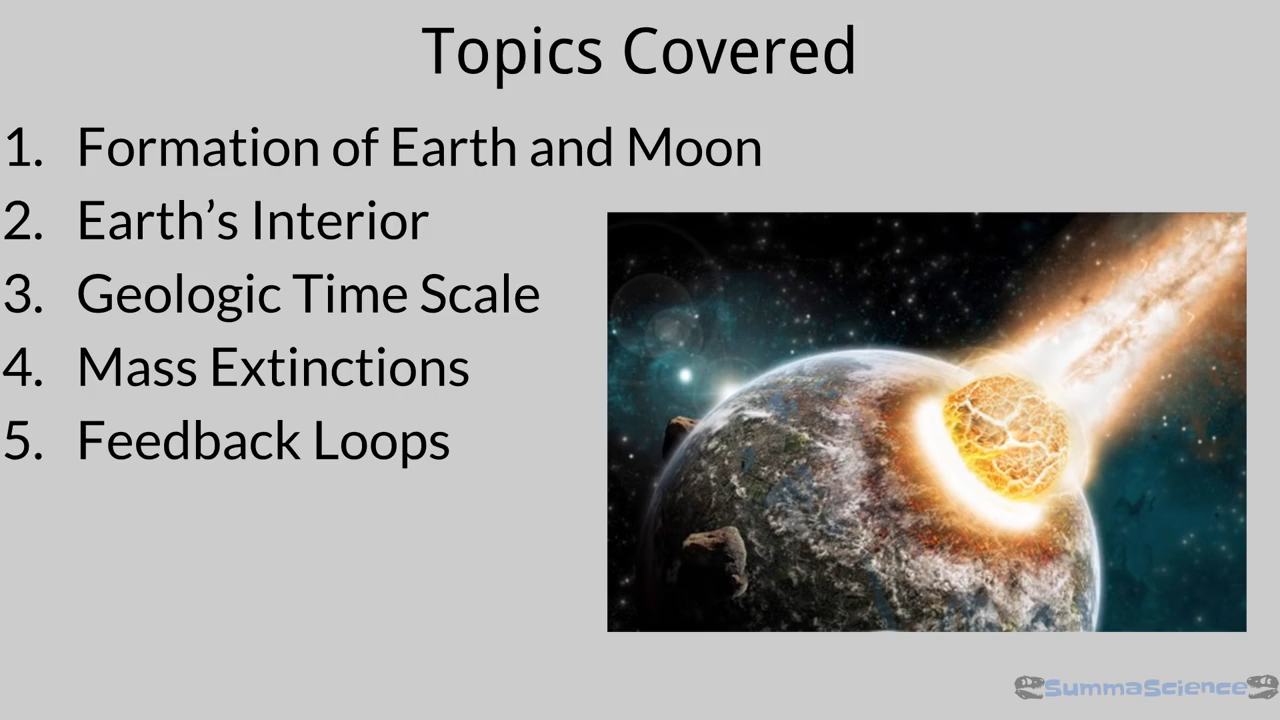 Topics Covered
1. Formation of Earth and Moon
2. Earth’s Interior
3. Geologic Time Scale
4. Mass Extinctions
5. Feedback Loops
SummaScience